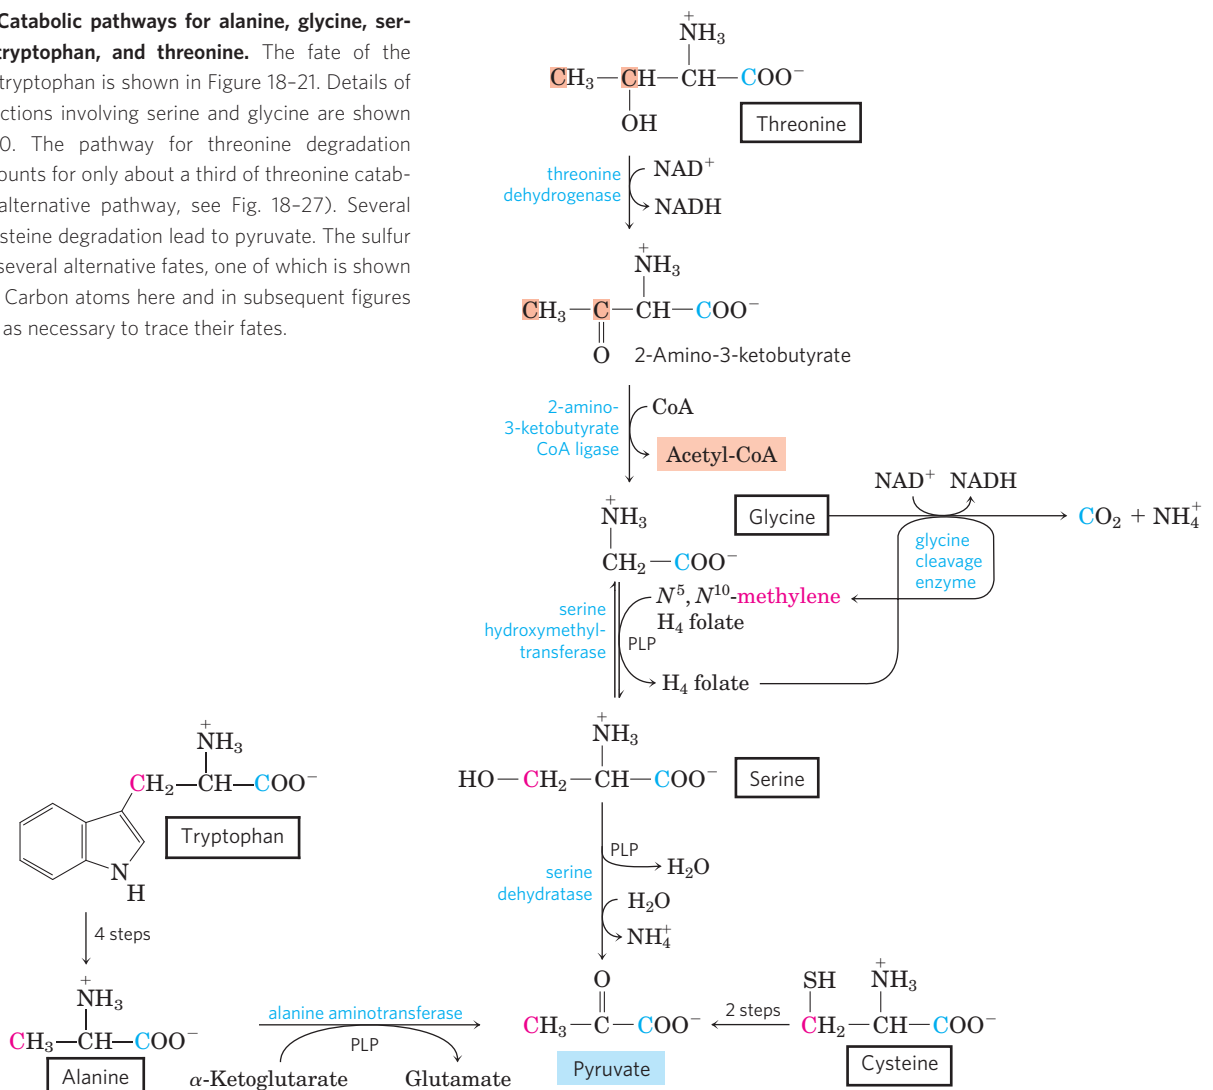 Catabolic pathways for alanine, glycine, ser-
tryptophan, and threonine. The fate of the
tryptophan is shown in Figure 18–21. Details of
ctions involving serine and glycine are shown
0. The pathway for threonine degradation
ounts for only about a third of threonine catab-
alternative pathway, see Fig. 18–27). Several
steine degradation lead to pyruvate. The sulfur
several alternative fates, one of which is shown
Carbon atoms here and in subsequent figures
as necessary to trace their fates.
+
NH₃
CH₃—CH—CH—COO⁻
OH
Threonine
threonine
dehydrogenase
NAD⁺
NADH
+
NH₃
CH₃—C—CH—COO⁻
O
2-Amino-3-ketobutyrate
2-amino-
3-ketobutyrate
CoA ligase
CoA
Acetyl-CoA
+
NH₃
CH₂—COO⁻
Glycine
NAD⁺ NADH
CO₂ + NH₄⁺
glycine
cleavage
enzyme
serine
hydroxymethyl-
transferase
PLP
N⁵, N¹⁰-methylene
H₄ folate
H₄ folate
+
NH₃
HO—CH₂—CH—COO⁻
Serine
+
NH₃
CH₂—CH—COO⁻
N
H
Tryptophan
4 steps
serine
dehydratase
PLP
H₂O
H₂O
NH₄⁺
+
NH₃
CH₃—CH—COO⁻
Alanine
alanine aminotransferase
PLP
α-Ketoglutarate
Glutamate
O
CH₃—C—COO⁻
Pyruvate
2 steps
+
SH NH₃
CH₂—CH—COO⁻
Cysteine